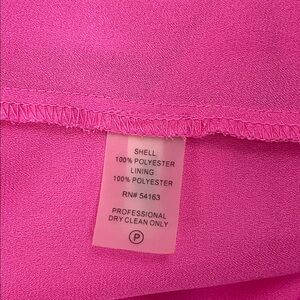 SHELL
100% POLYESTER
LINING
100% POLYESTER
RN# 54163
PROFESSIONAL
DRY CLEAN ONLY
P